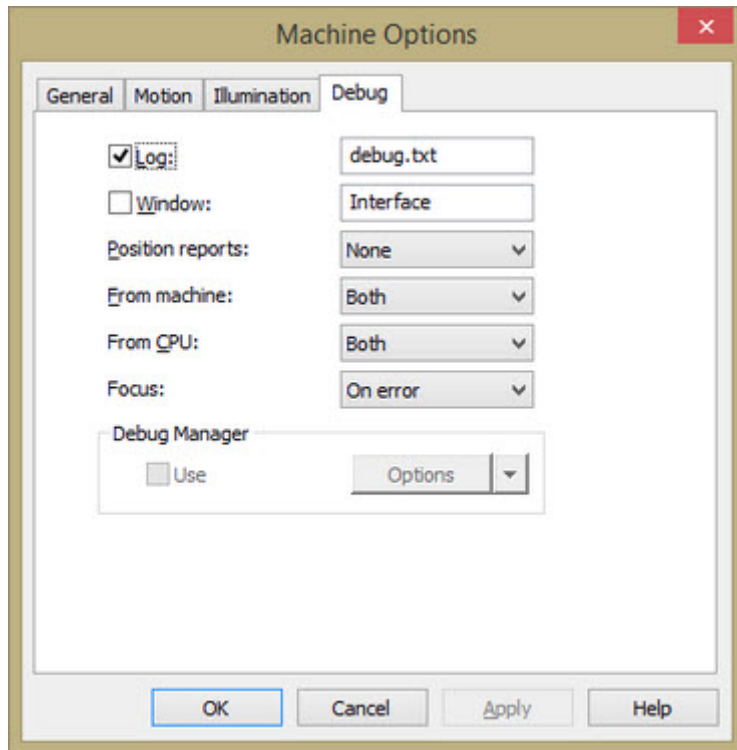 Machine Options
General Motion Illumination Debug
Log: debug.txt
Window: Interface
Position reports: None
From machine: Both
From CPU: Both
Focus: On error
Debug Manager
Use Options
OK Cancel Apply Help